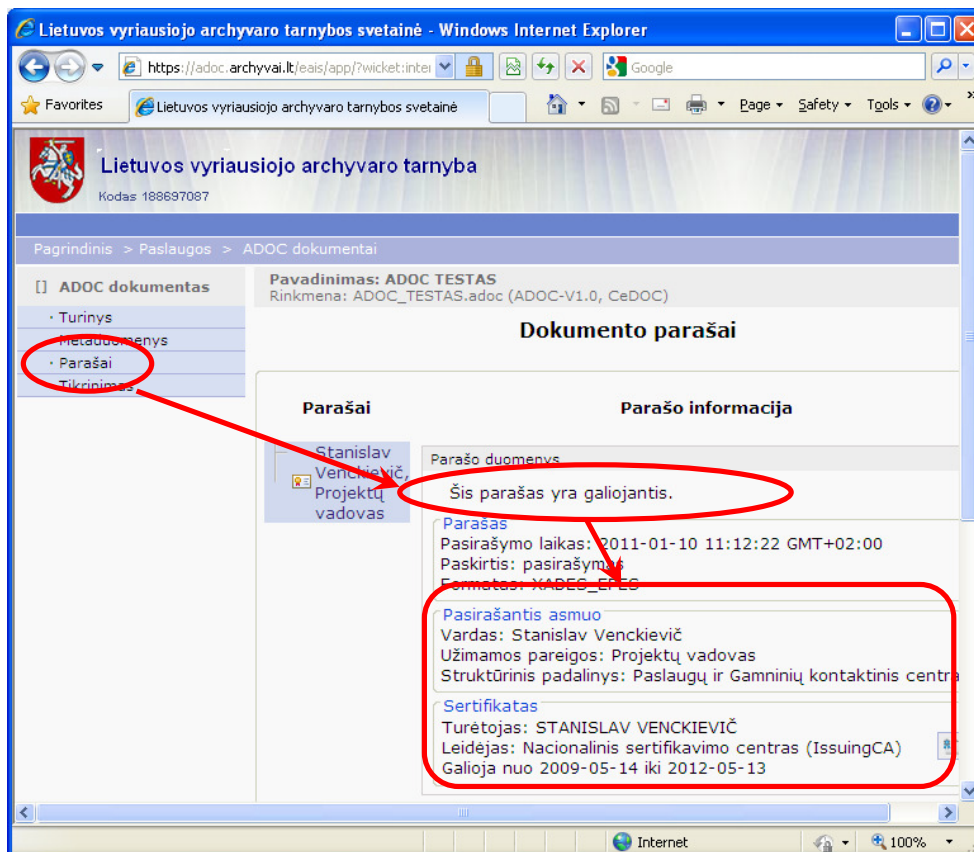 Lietuvos vyriausiojo archyvaro tarnybos svetainė - Windows Internet Explorer
https://adoc.archyvai.lt/eais/app/?wicket:inter
Google
Favorites
Lietuvos vyriausiojo archyvaro tarnybos svetainė
Page
Safety
Tools
»
Lietuvos vyriausiojo archyvaro tarnyba
Kodas 188697087
Pagrindinis > Paslaugos > ADOC dokumentai
[] ADOC dokumentas
· Turinys
· Metaduomenys
· Parašai
· Tikrinimas
Pavadinimas: ADOC TESTAS
Rinkmena: ADOC_TESTAS.adoc (ADOC-V1.0, CeDOC)
Dokumento parašai
Parašai
Stanislav
Venckievič,
Projektų
vadovas
Parašo informacija
Parašo duomenys
Šis parašas yra galiojantis.
Parašas
Pasirašymo laikas: 2011-01-10 11:12:22 GMT+02:00
Paskirtis: pasirašymas
Formatas: XADES_EPES
Pasirašantis asmuo
Vardas: Stanislav Venckievič
Užimamos pareigos: Projektų vadovas
Struktūrinis padalinys: Paslaugų ir Gamninių kontaktinis centra
Sertifikatas
Turėtojas: STANISLAV VENCKIEVIČ
Leidėjas: Nacionalinis sertifikavimo centras (IssuingCA)
Galioja nuo 2009-05-14 iki 2012-05-13
Internet
100%